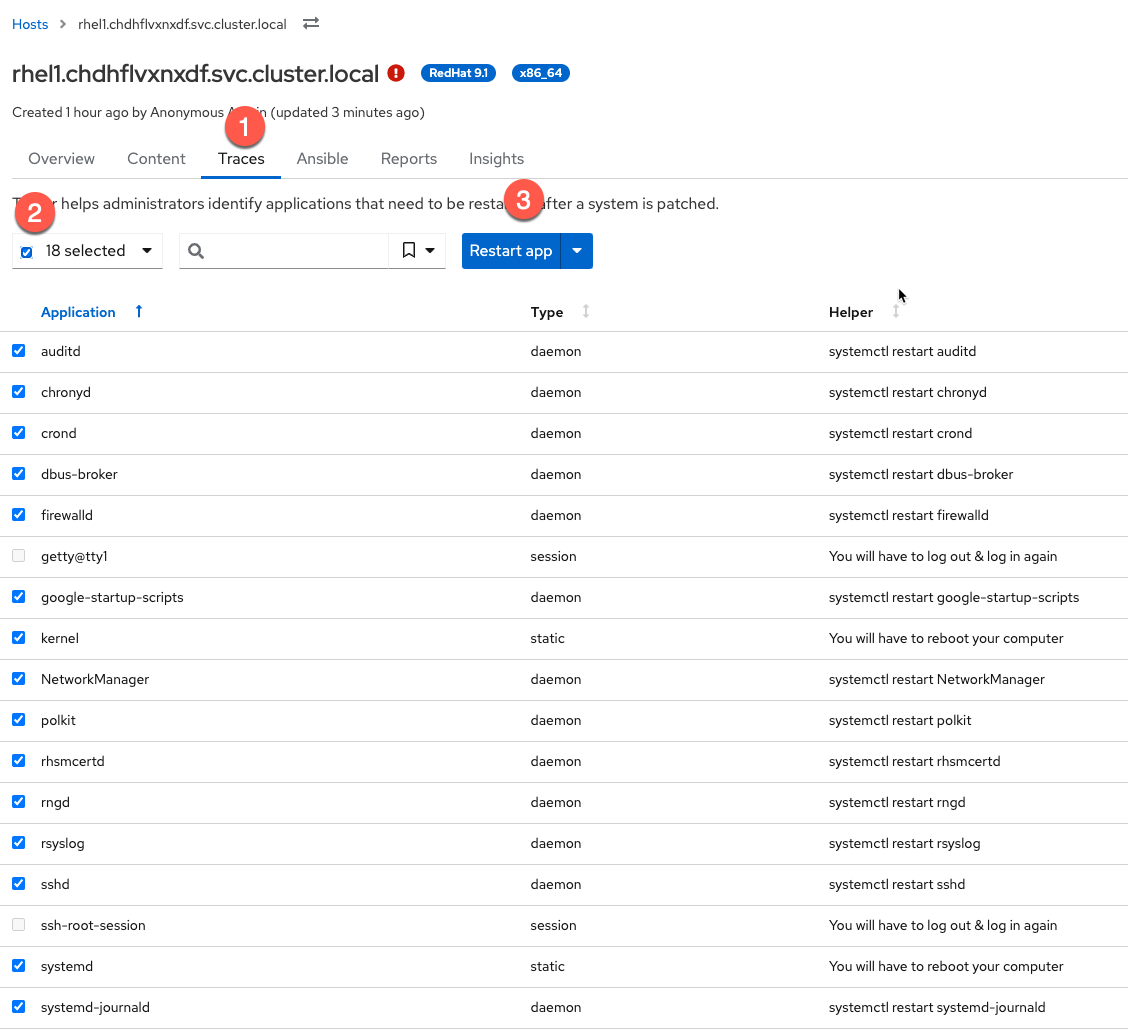 Hosts > rhel1.chdhflvxnxdf.svc.cluster.local
rhel1.chdhflvxnxdf.svc.cluster.local RedHat 9.1 x86_64
Created 1 hour ago by Anonymous (updated 3 minutes ago)
1
Overview Content Traces Ansible Reports Insights
helps administrators identify applications that need to be after a system is patched.
2
3
18 selected Restart app
Application Type Helper
auditd daemon systemctl restart auditd
chronyd daemon systemctl restart chronyd
crond daemon systemctl restart crond
dbus-broker daemon systemctl restart dbus-broker
firewalld daemon systemctl restart firewalld
getty@tty1 session You will have to log out & log in again
google-startup-scripts daemon systemctl restart google-startup-scripts
kernel static You will have to reboot your computer
NetworkManager daemon systemctl restart NetworkManager
polkit daemon systemctl restart polkit
rhsmcertd daemon systemctl restart rhsmcertd
rngd daemon systemctl restart rngd
rsyslog daemon systemctl restart rsyslog
sshd daemon systemctl restart sshd
ssh-root-session session You will have to log out & log in again
systemd static You will have to reboot your computer
systemd-journald daemon systemctl restart systemd-journald